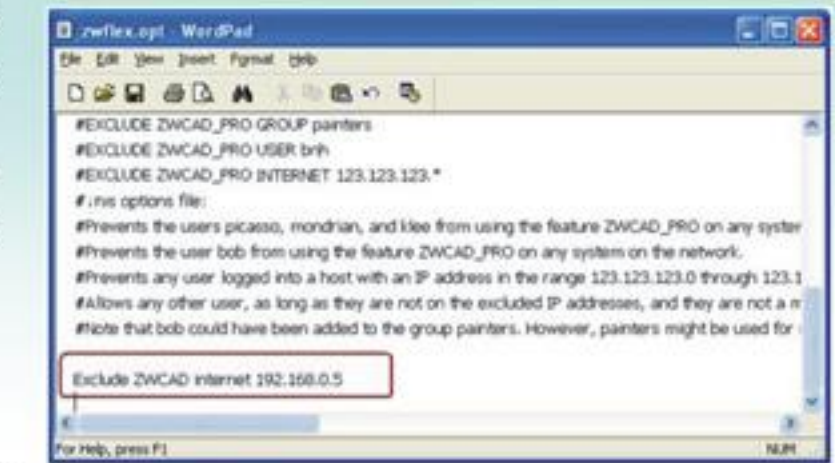 zwflex.opt - WordPad
File Edit View Insert Format Help
#EXCLUDE ZWCAD_PRO GROUP painters
#EXCLUDE ZWCAD_PRO USER
#EXCLUDE ZWCAD_PRO INTERNET 123.123.123.*
options file:
#Prevents the users picasso, mondrian, and klee from using the feature ZWCAD_PRO on any system
#Prevents the user bob from using the feature ZWCAD_PRO on any system on the network.
#Prevents any user logged into a host with an IP address in the range 123.123.123.0 through 123.1
#Allows any other user, as long as they are not on the excluded IP addresses, and they are not a m
#Note that bob could have been added to the group painters. However, painters might be used for
Exclude ZWCAD internet 192.168.0.5
For Help, press F1
NUM